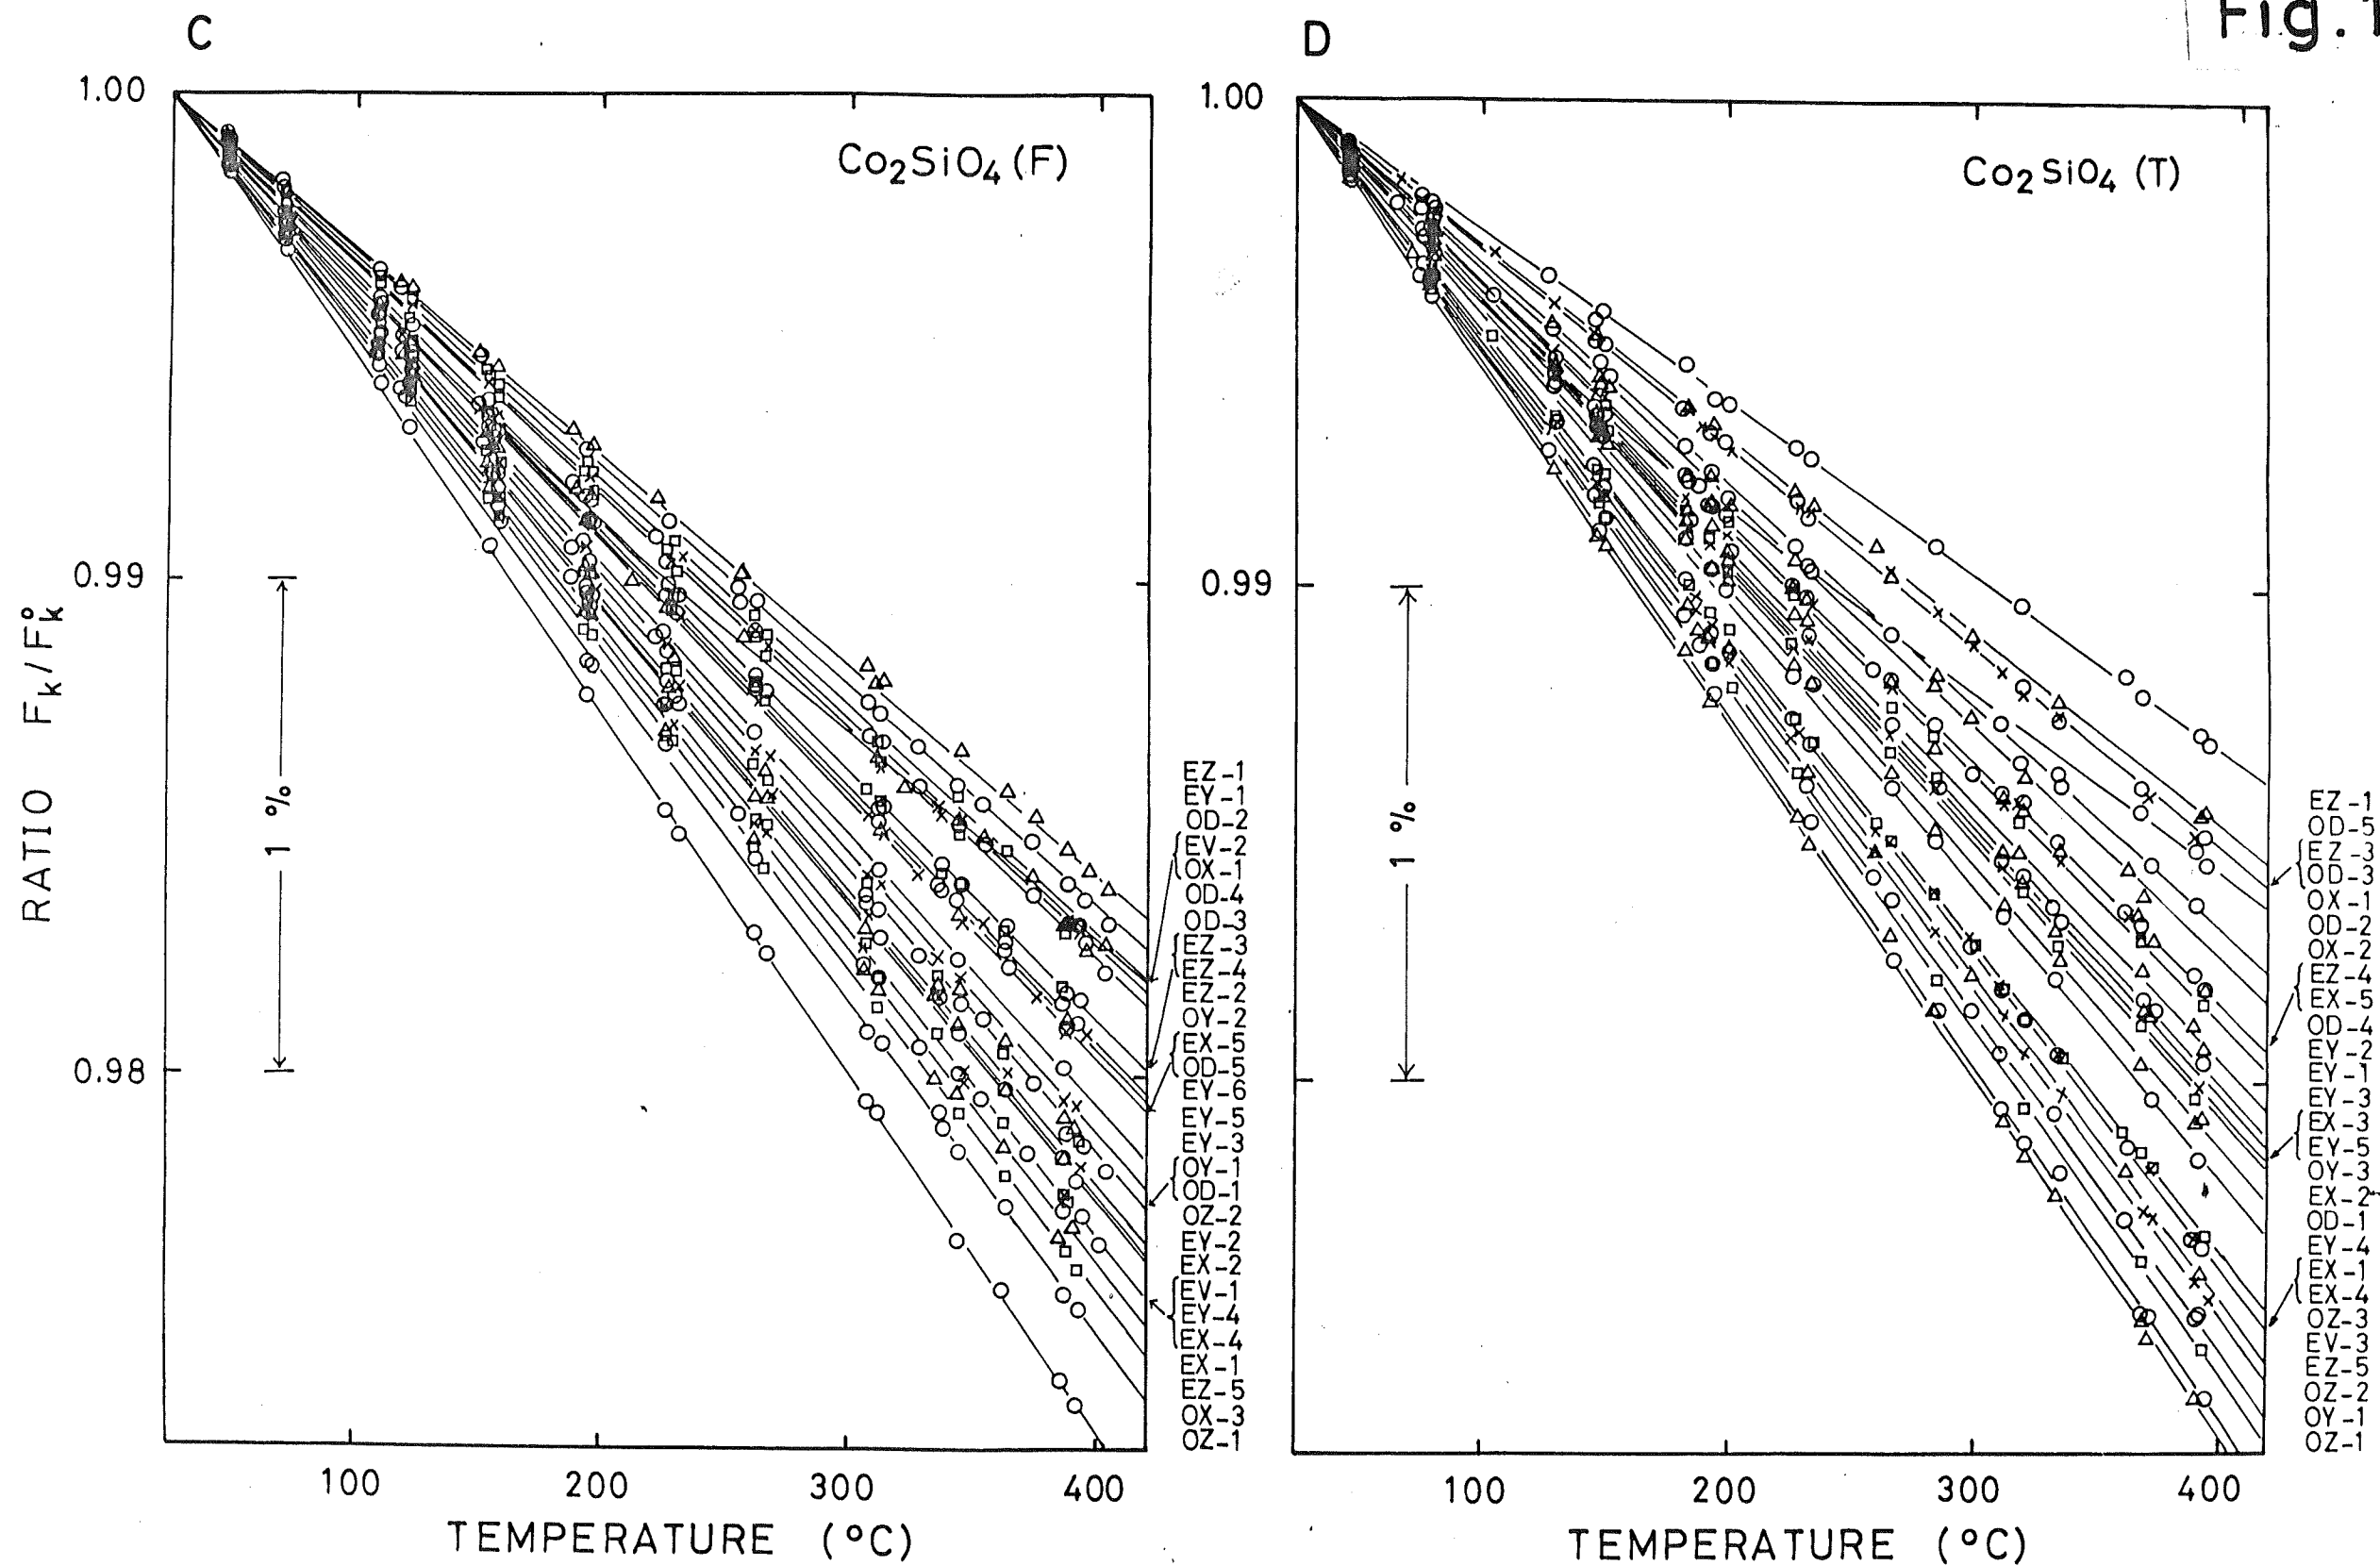 Fig. 1
C
D
1.00
0.99
0.98
RATIO Fk/F°k
Co2SiO4 (F)
1 %
EZ-1
EY-1
OD-2
EV-2
OX-1
OD-4
OD-3
EZ-3
EZ-4
EZ-2
OY-2
EX-5
OD-5
EY-6
EY-5
EY-3
OY-1
OD-1
OZ-2
EY-2
EX-2
EV-1
EY-4
EX-4
EX-1
EZ-5
OX-3
OZ-1
100 200 300 400
TEMPERATURE (°C)
1.00
0.99
Co2SiO4 (T)
1 %
EZ-1
OD-5
EZ-3
OD-3
OX-1
OD-2
OX-2
EZ-4
EX-5
OD-4
EY-2
EY-1
EY-3
EX-3
EY-5
OY-3
EX-2
OD-1
EY-4
EX-1
EX-4
OZ-3
EV-3
EZ-5
OZ-2
OY-1
OZ-1
100 200 300 400
TEMPERATURE (°C)